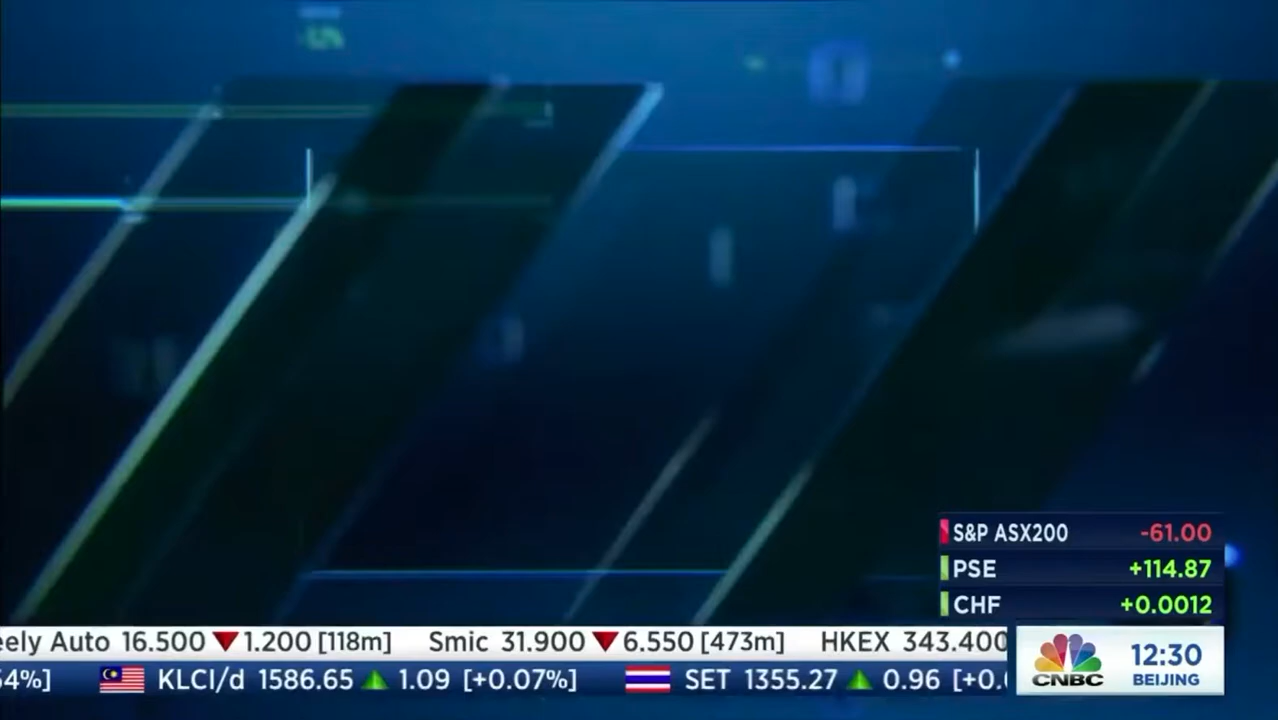 S&P ASX200 -61.00
PSE +114.87
CHF +0.0012
eely Auto 16.500 ▼ 1.200 [118m] Smic 31.900 ▼ 6.550 [473m] HKEX 343.400
54%] KLCI/d 1586.65 ▲ 1.09 [+0.07%] SET 1355.27 ▲ 0.96 [+0.0
CNBC
12:30
BEIJING